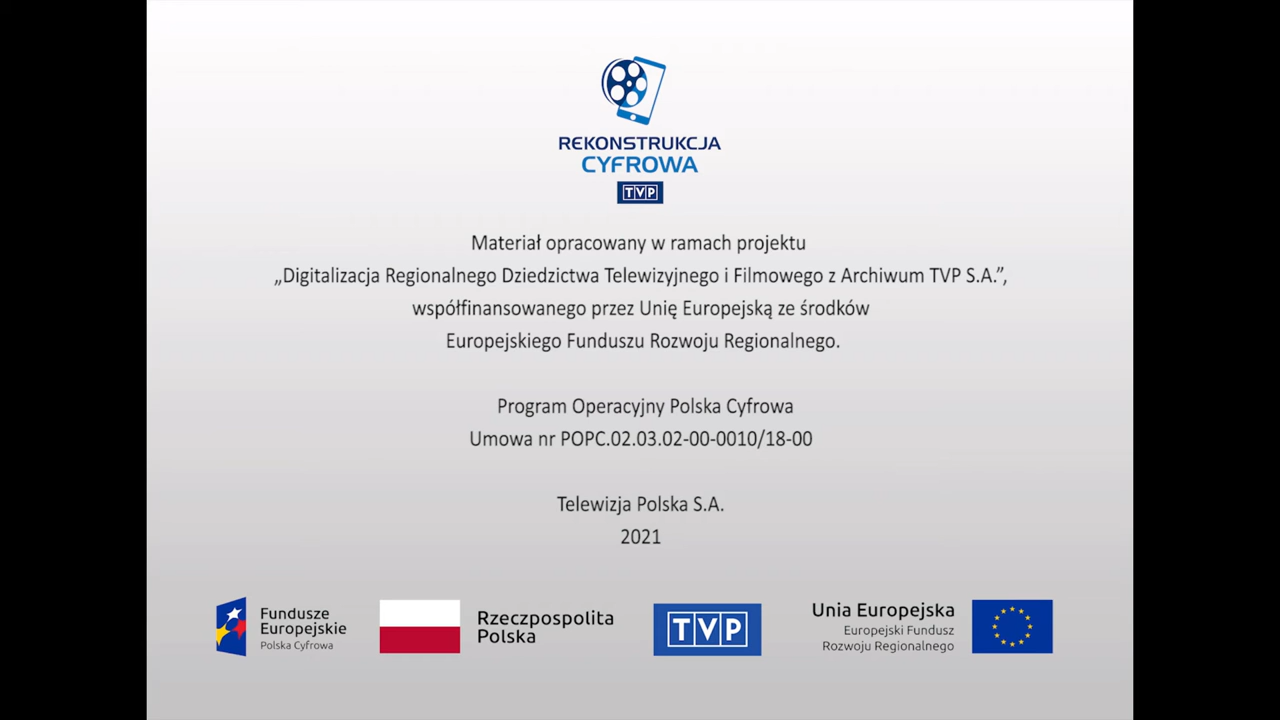 REKONSTRUKCJA
CYFROWA
TVP
Materiał opracowany w ramach projektu
„Digitalizacja Regionalnego Dziedzictwa Telewizyjnego i Filmowego z Archiwum TVP S.A.”,
współfinansowanego przez Unię Europejską ze środków
Europejskiego Funduszu Rozwoju Regionalnego.
Program Operacyjny Polska Cyfrowa
Umowa nr POPC.02.03.02-00-0010/18-00
Telewizja Polska S.A.
2021
Fundusze
Europejskie
Polska Cyfrowa
Rzeczpospolita
Polska
TVP
Unia Europejska
Europejski Fundusz
Rozwoju Regionalnego